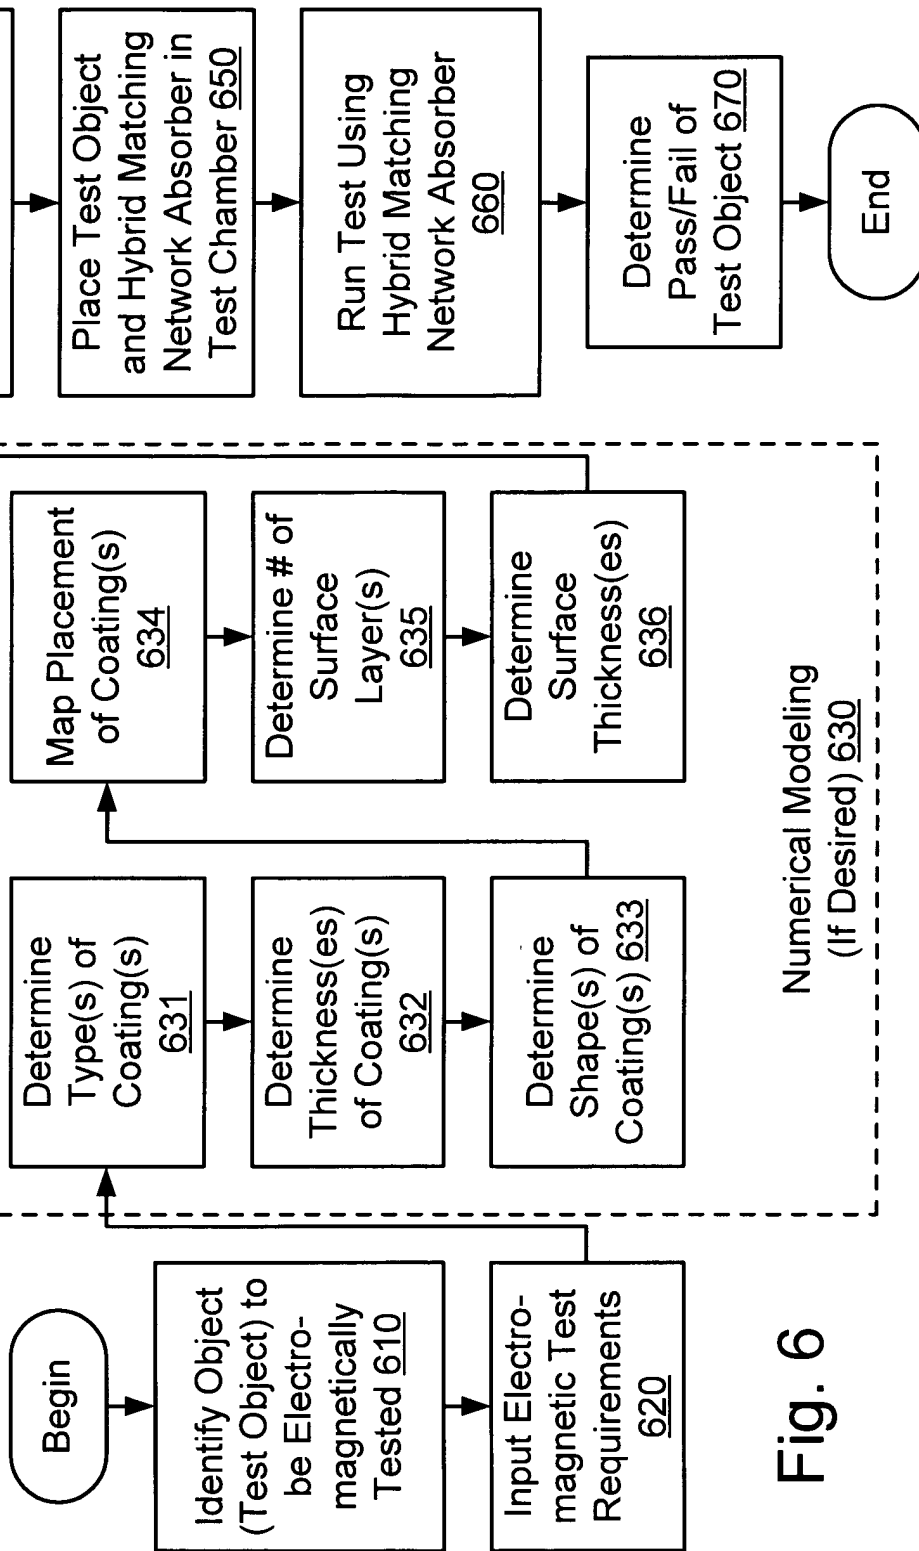 Begin
Identify Object
(Test Object) to
be Electro-
magnetically
Tested 610
Input Electro-
magnetic Test
Requirements
620
Determine
Type(s) of
Coating(s)
631
Determine
Thickness(es)
of Coating(s)
632
Determine
Shape(s) of
Coating(s) 633
Map Placement
of Coating(s)
634
Determine # of
Surface
Layer(s)
635
Determine
Surface
Thickness(es)
636
Numerical Modeling
(If Desired) 630
Place Test Object
and Hybrid Matching
Network Absorber in
Test Chamber 650
Run Test Using
Hybrid Matching
Network Absorber
660
Determine
Pass/Fail of
Test Object 670
End
Fig. 6